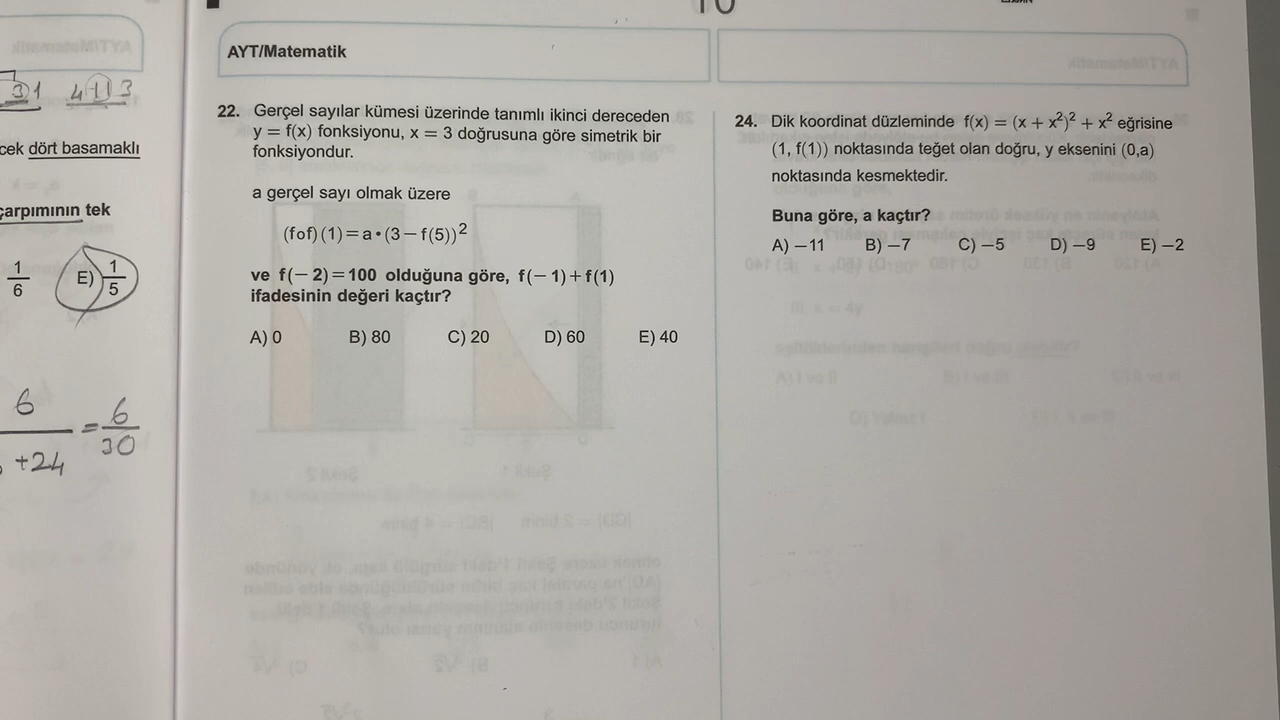 AYT/Matematik
31 4113
cek dört basamaklı
çarpımının tek
1/6 E) 1/5
6/+24 = 6/30
22. Gerçel sayılar kümesi üzerinde tanımlı ikinci dereceden
y = f(x) fonksiyonu, x = 3 doğrusuna göre simetrik bir
fonksiyondur.
a gerçel sayı olmak üzere
(fof)(1)=a•(3–f(5))²
ve f(–2)=100 olduğuna göre, f(–1)+f(1)
ifadesinin değeri kaçtır?
A) 0 B) 80 C) 20 D) 60 E) 40
24. Dik koordinat düzleminde f(x) = (x + x²)² + x² eğrisine
(1, f(1)) noktasında teğet olan doğru, y eksenini (0,a)
noktasında kesmektedir.
Buna göre, a kaçtır?
A) –11 B) –7 C) –5 D) –9 E) –2